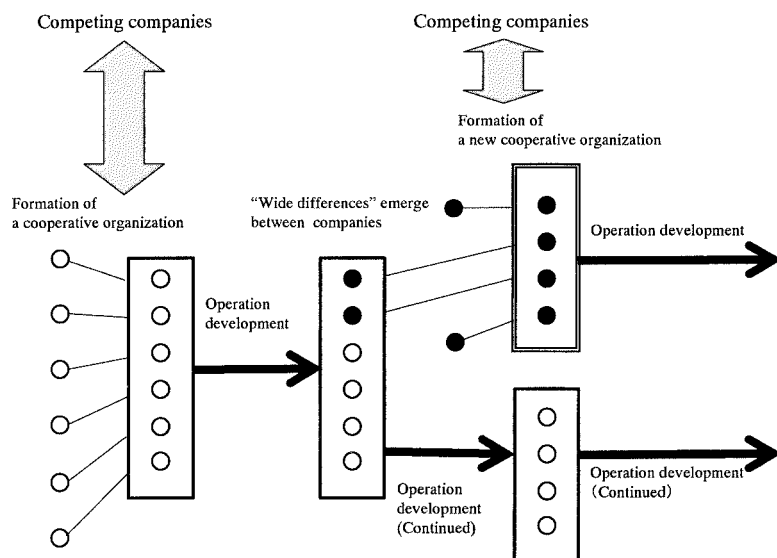 Competing companies
Competing companies
Formation of
a new cooperative organization
Formation of
a cooperative organization
“Wide differences” emerge
between companies
Operation development
Operation
development
Operation
development
(Continued)
Operation development
(Continued)